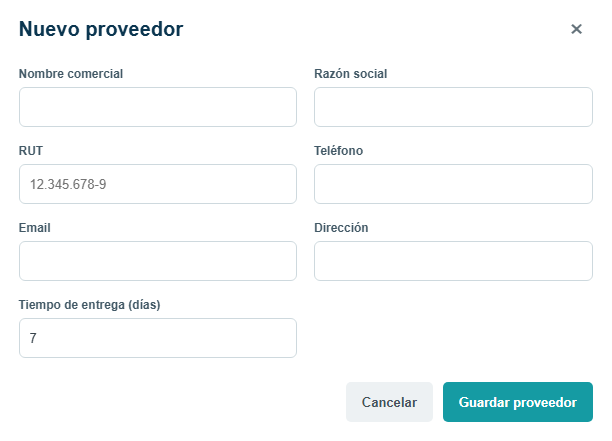 Nuevo proveedor
×
Nombre comercial
Razón social
RUT
Teléfono
12.345.678-9
Email
Dirección
Tiempo de entrega (días)
7
Cancelar
Guardar proveedor